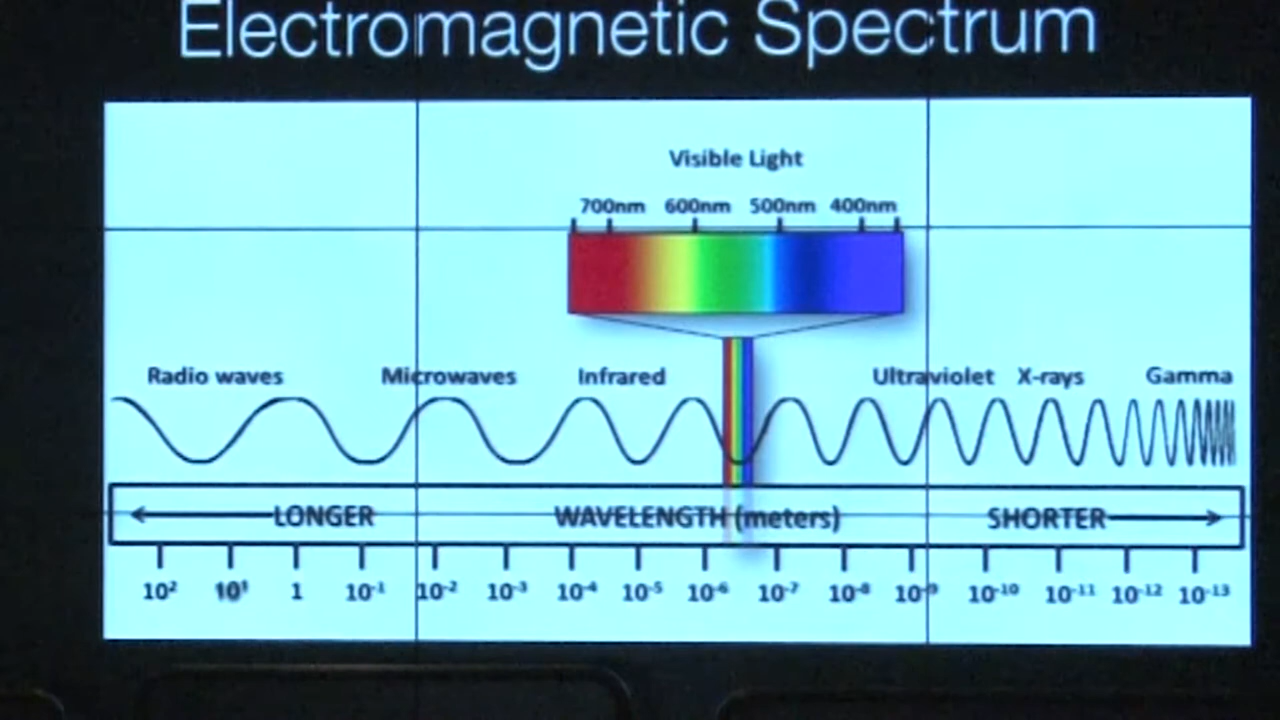 Electromagnetic Spectrum
Visible Light
700nm 600nm 500nm 400nm
Radio waves Microwaves Infrared Ultraviolet X-rays Gamma
LONGER WAVELENGTH (meters) SHORTER
10² 10¹ 1 10⁻¹ 10⁻² 10⁻³ 10⁻⁴ 10⁻⁵ 10⁻⁶ 10⁻⁷ 10⁻⁸ 10⁻⁹ 10⁻¹⁰ 10⁻¹¹ 10⁻¹² 10⁻¹³